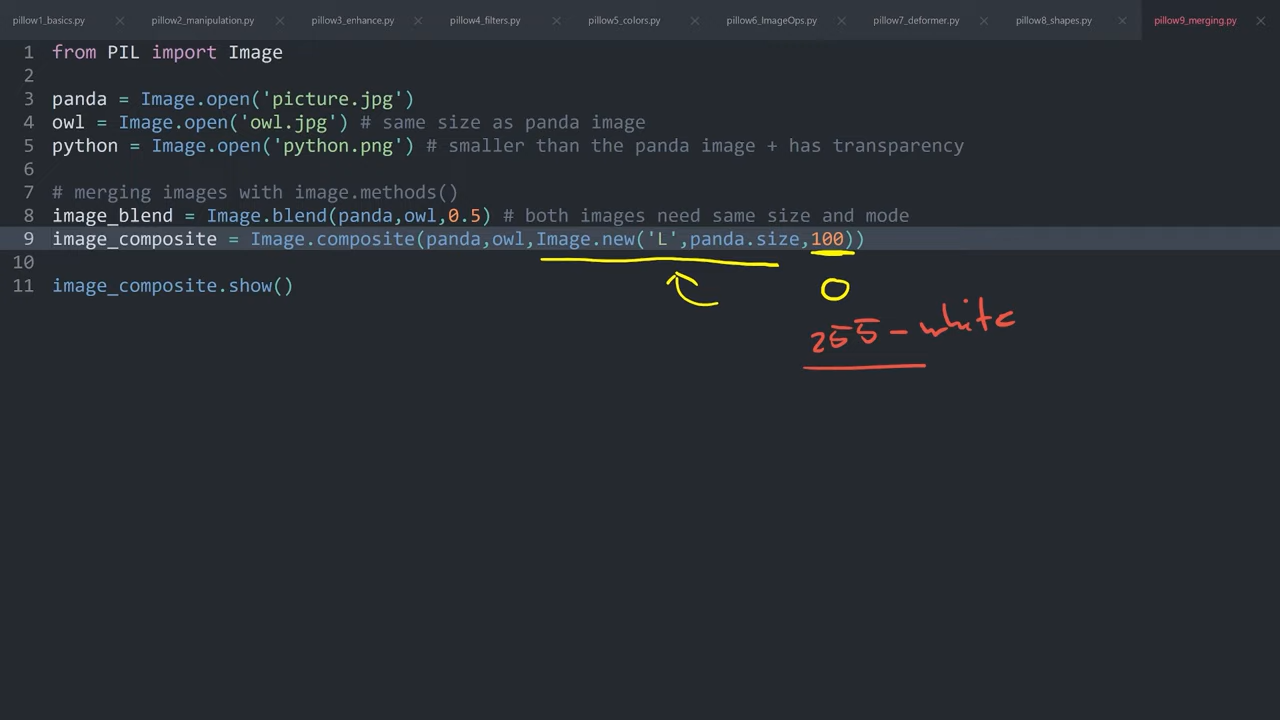 pillow1_basics.py pillow2_manipulation.py pillow3_enhance.py pillow4_filters.py pillow5_colors.py pillow6_ImageOps.py pillow7_deformer.py pillow8_shapes.py pillow9_merging.py
1 from PIL import Image
2
3 panda = Image.open('picture.jpg')
4 owl = Image.open('owl.jpg') # same size as panda image
5 python = Image.open('python.png') # smaller than the panda image + has transparency
6
7 # merging images with image.methods()
8 image_blend = Image.blend(panda,owl,0.5) # both images need same size and mode
9 image_composite = Image.composite(panda,owl,Image.new('L',panda.size,100))
10
11 image_composite.show()
0
255 - white